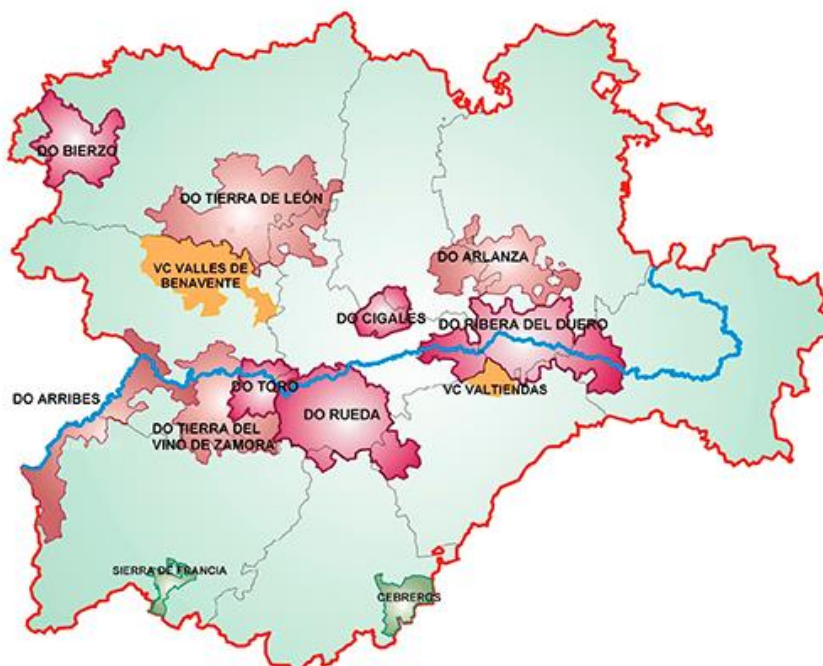 DO BIERZO
DO TIERRA DE LEÓN
DO ARLANZA
VC VALLES DE
BENAVENTE
DO CIGALES
DO RIBERA DEL DUERO
DO TORO
VC VALTIENDAS
DO ARRIBES
DO RUEDA
DO TIERRA DEL
VINO DE ZAMORA
SIERRA DE FRANCIA
CEBREROS